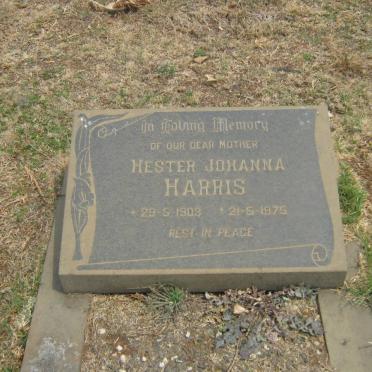 In Loving Memory
OF OUR DEAR MOTHER
HESTER JOHANNA
HARRIS
* 29-5-1903 † 21-5-1975
REST IN PEACE